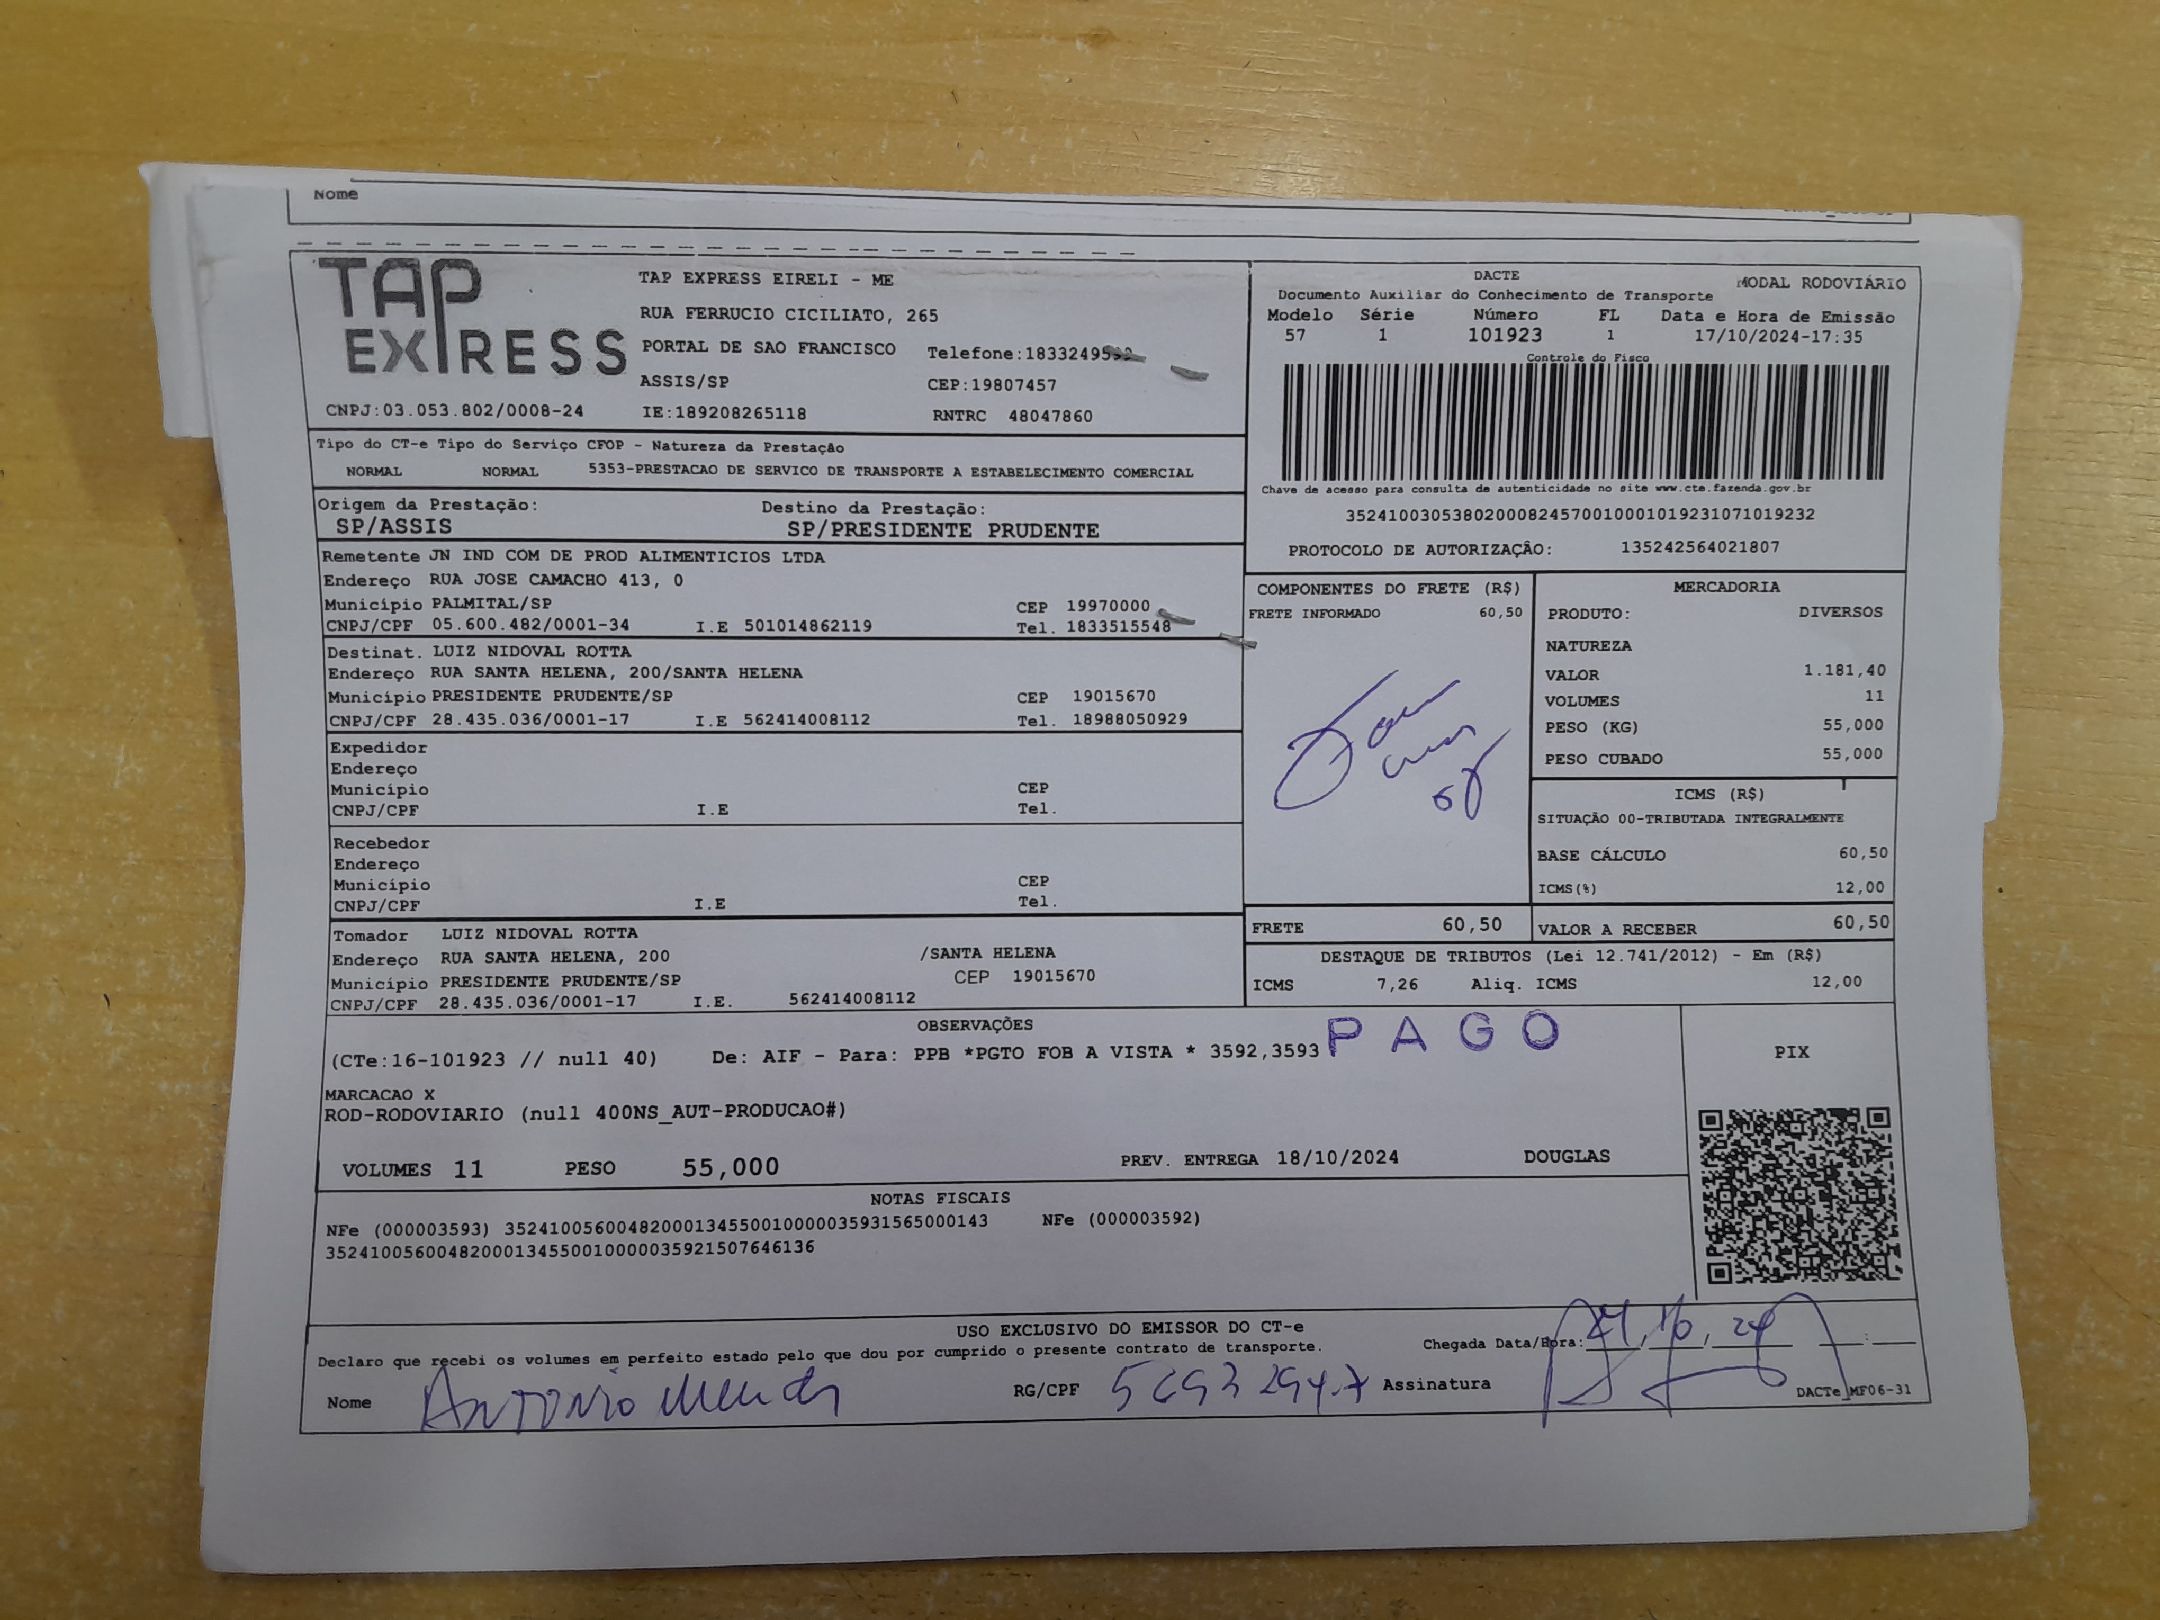 Nome
TAP EXPRESS
TAP EXPRESS EIRELI - ME
RUA FERRUCIO CICILIATO, 265
PORTAL DE SAO FRANCISCO Telefone:1833249533
ASSIS/SP CEP:19807457
CNPJ:03.053.802/0008-24 IE:189208265118 RNTRC 48047860
DACTE MODAL RODOVIÁRIO
Documento Auxiliar do Conhecimento de Transporte
Modelo Série Número FL Data e Hora de Emissão
57 1 101923 1 17/10/2024-17:35
Controle do Fisco
Chave de acesso para consulta de autenticidade no site www.cte.fazenda.gov.br
35241003053802000824570010001019231071019232
PROTOCOLO DE AUTORIZAÇÃO: 135242564021807
Tipo do CT-e Tipo do Serviço CFOP - Natureza da Prestação
NORMAL NORMAL 5353-PRESTACAO DE SERVICO DE TRANSPORTE A ESTABELECIMENTO COMERCIAL
Origem da Prestação: Destino da Prestação:
SP/ASSIS SP/PRESIDENTE PRUDENTE
Remetente JN IND COM DE PROD ALIMENTICIOS LTDA
Endereço RUA JOSE CAMACHO 413, 0
Município PALMITAL/SP CEP 19970000
CNPJ/CPF 05.600.482/0001-34 I.E 501014862119 Tel. 1833515548
Destinat. LUIZ NIDOVAL ROTTA
Endereço RUA SANTA HELENA, 200/SANTA HELENA
Município PRESIDENTE PRUDENTE/SP CEP 19015670
CNPJ/CPF 28.435.036/0001-17 I.E 562414008112 Tel. 18988050929
Expedidor
Endereço
Município CEP
CNPJ/CPF I.E Tel.
Recebedor
Endereço
Município CEP
CNPJ/CPF I.E Tel.
Tomador LUIZ NIDOVAL ROTTA
Endereço RUA SANTA HELENA, 200 /SANTA HELENA
Município PRESIDENTE PRUDENTE/SP CEP 19015670
CNPJ/CPF 28.435.036/0001-17 I.E. 562414008112
COMPONENTES DO FRETE (R$)
FRETE INFORMADO 60,50
FRETE 60,50
MERCADORIA
PRODUTO: DIVERSOS
NATUREZA
VALOR 1.181,40
VOLUMES 11
PESO (KG) 55,000
PESO CUBADO 55,000
ICMS (R$)
SITUAÇÃO 00-TRIBUTADA INTEGRALMENTE
BASE CÁLCULO 60,50
ICMS(%) 12,00
VALOR A RECEBER 60,50
DESTAQUE DE TRIBUTOS (Lei 12.741/2012) - Em (R$)
ICMS 7,26 Aliq. ICMS 12,00
OBSERVAÇÕES
(CTe:16-101923 // null 40) De: AIF - Para: PPB *PGTO FOB A VISTA * 3592,3593 PAGO
MARCACAO X
ROD-RODOVIARIO (null 400NS_AUT-PRODUCAO#)
VOLUMES 11 PESO 55,000 PREV. ENTREGA 18/10/2024 DOUGLAS
PIX
NOTAS FISCAIS
NFe (000003593) 35241005600482000134550010000035931565000143 NFe (000003592)
35241005600482000134550010000035921507646136
USO EXCLUSIVO DO EMISSOR DO CT-e
Declaro que recebi os volumes em perfeito estado pelo que dou por cumprido o presente contrato de transporte. Chegada Data/Hora:
Nome Antonio RG/CPF Assinatura
DACTe_MF06-31